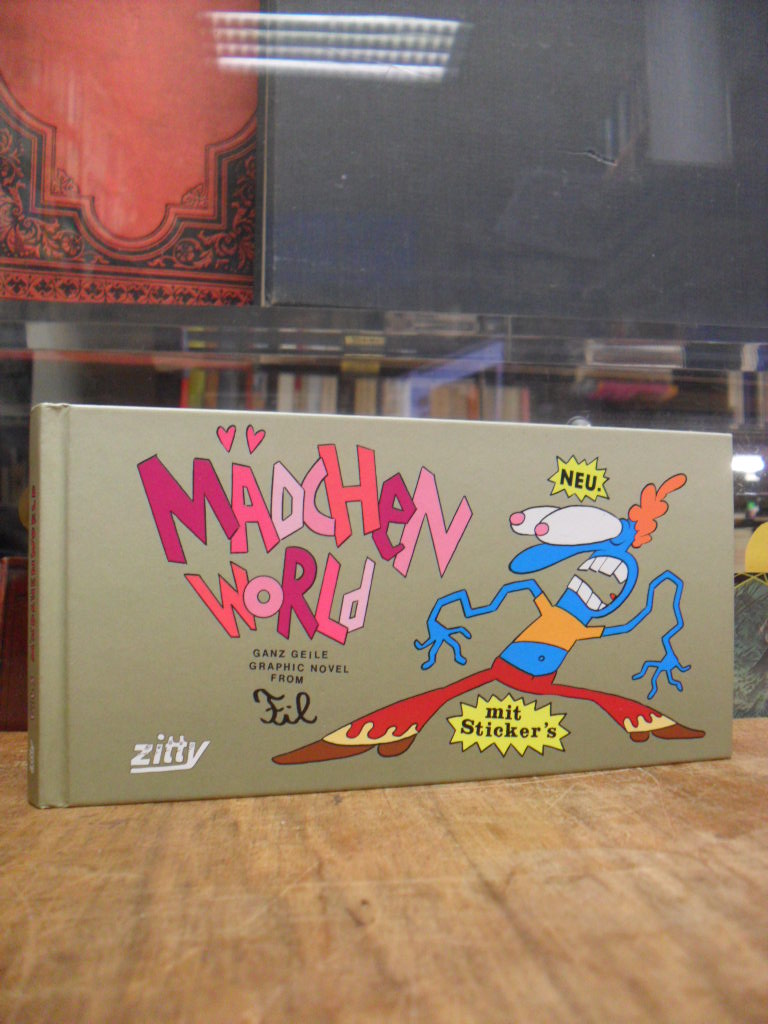 MÄDCHEN
WORLd
GANZ GEILE
GRAPHIC NOVEL
FROM
Fil
NEU.
mit
Sticker's
zitty